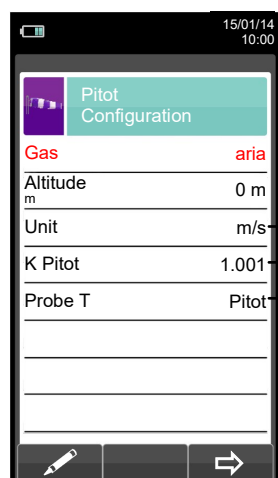 15/01/14
10:00
Pitot
Configuration
Gas aria
Altitude 0 m
m
Unit m/s
K Pitot 1.001
Probe T Pitot